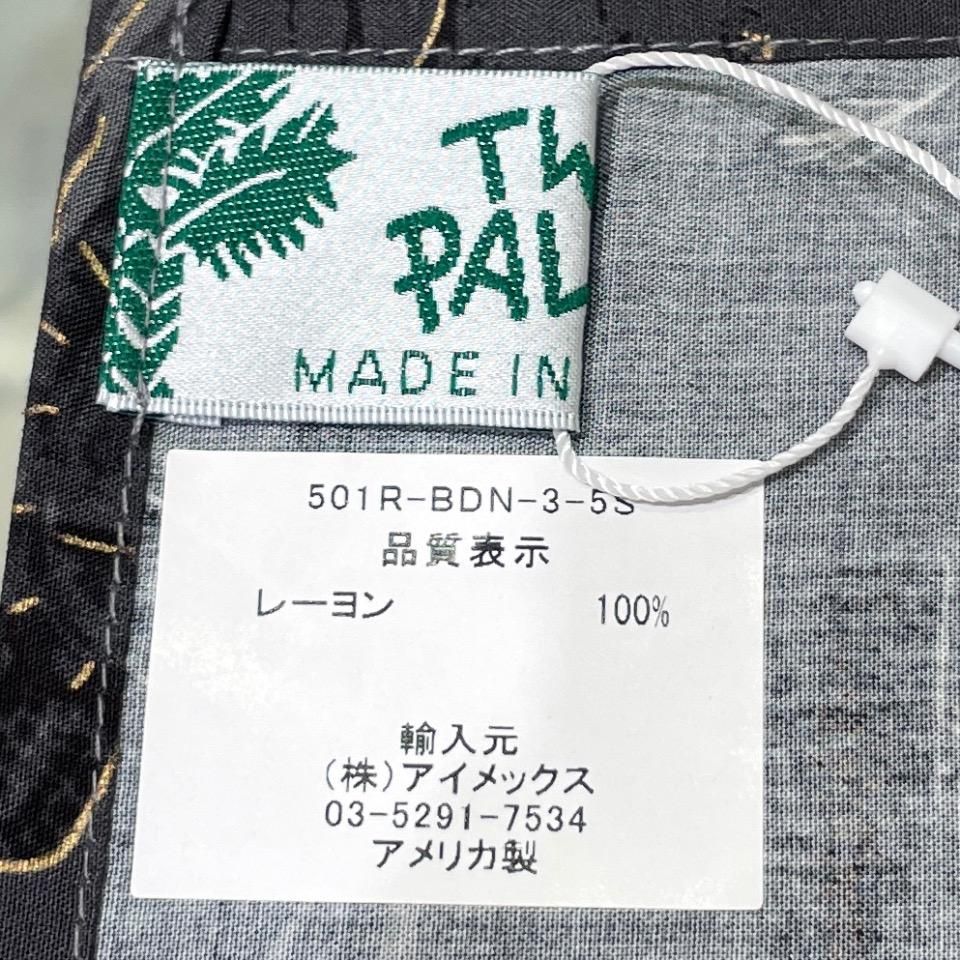 PAL
MADE IN
501R-BDN-3-5S
品質表示
レーヨン 100%
輸入元
(株)アイメックス
03-5291-7534
アメリカ製